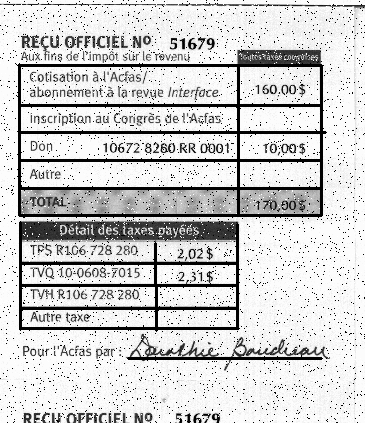 REÇU OFFICIEL Nº 51679
Aux fins de l'impôt sur le revenu
Toutes taxes comprises
Cotisation à l'Acfas/
abonnement à la revue Interface 160,00 $
Inscription au Congrès de l'Acfas
Don 10672 8280 RR 0001 10,00 $
Autre
TOTAL 170,00 $
Détail des taxes payées
TPS R106 728 280 2,02 $
TVQ 10-0608-7015 2,31 $
TVH R106 728 280
Autre taxe
Pour l'Acfas par :
REÇU OFFICIEL Nº 51679